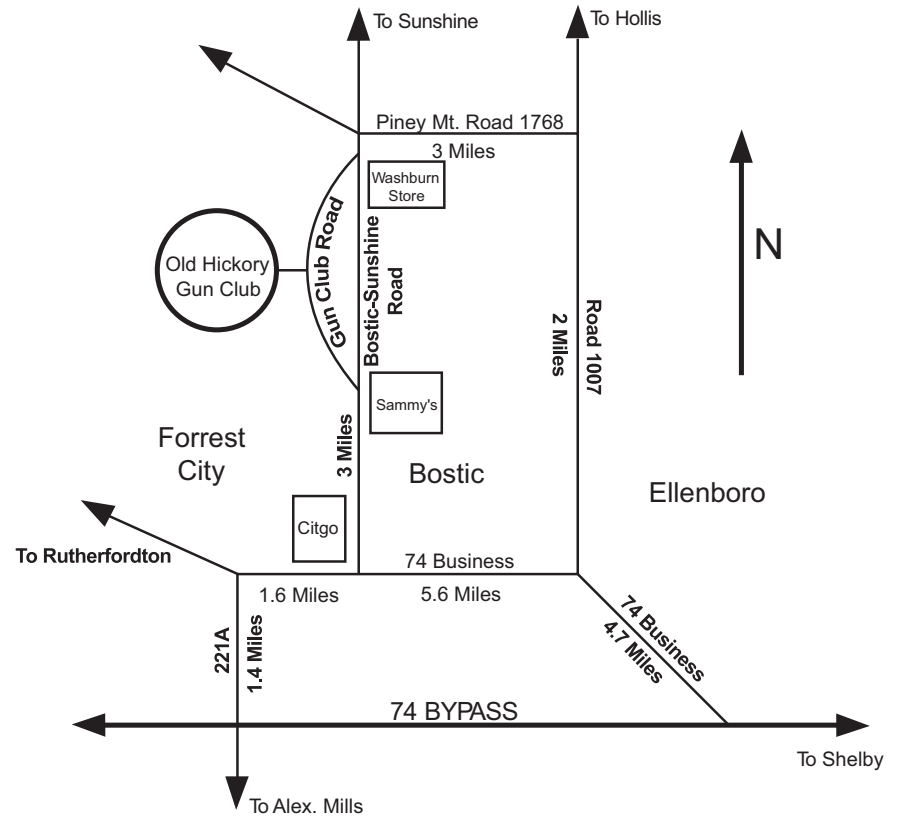 To Sunshine
To Hollis
Piney Mt. Road 1768
3 Miles
Washburn
Store
Old Hickory
Gun Club
Gun Club Road
Bostic-Sunshine
Road
N
2 Miles
Road 1007
Sammy's
3 Miles
Forrest
City
Bostic
Ellenboro
Citgo
To Rutherfordton
74 Business
1.6 Miles
5.6 Miles
221A
1.4 Miles
74 Business
4.7 Miles
74 BYPASS
To Shelby
To Alex. Mills